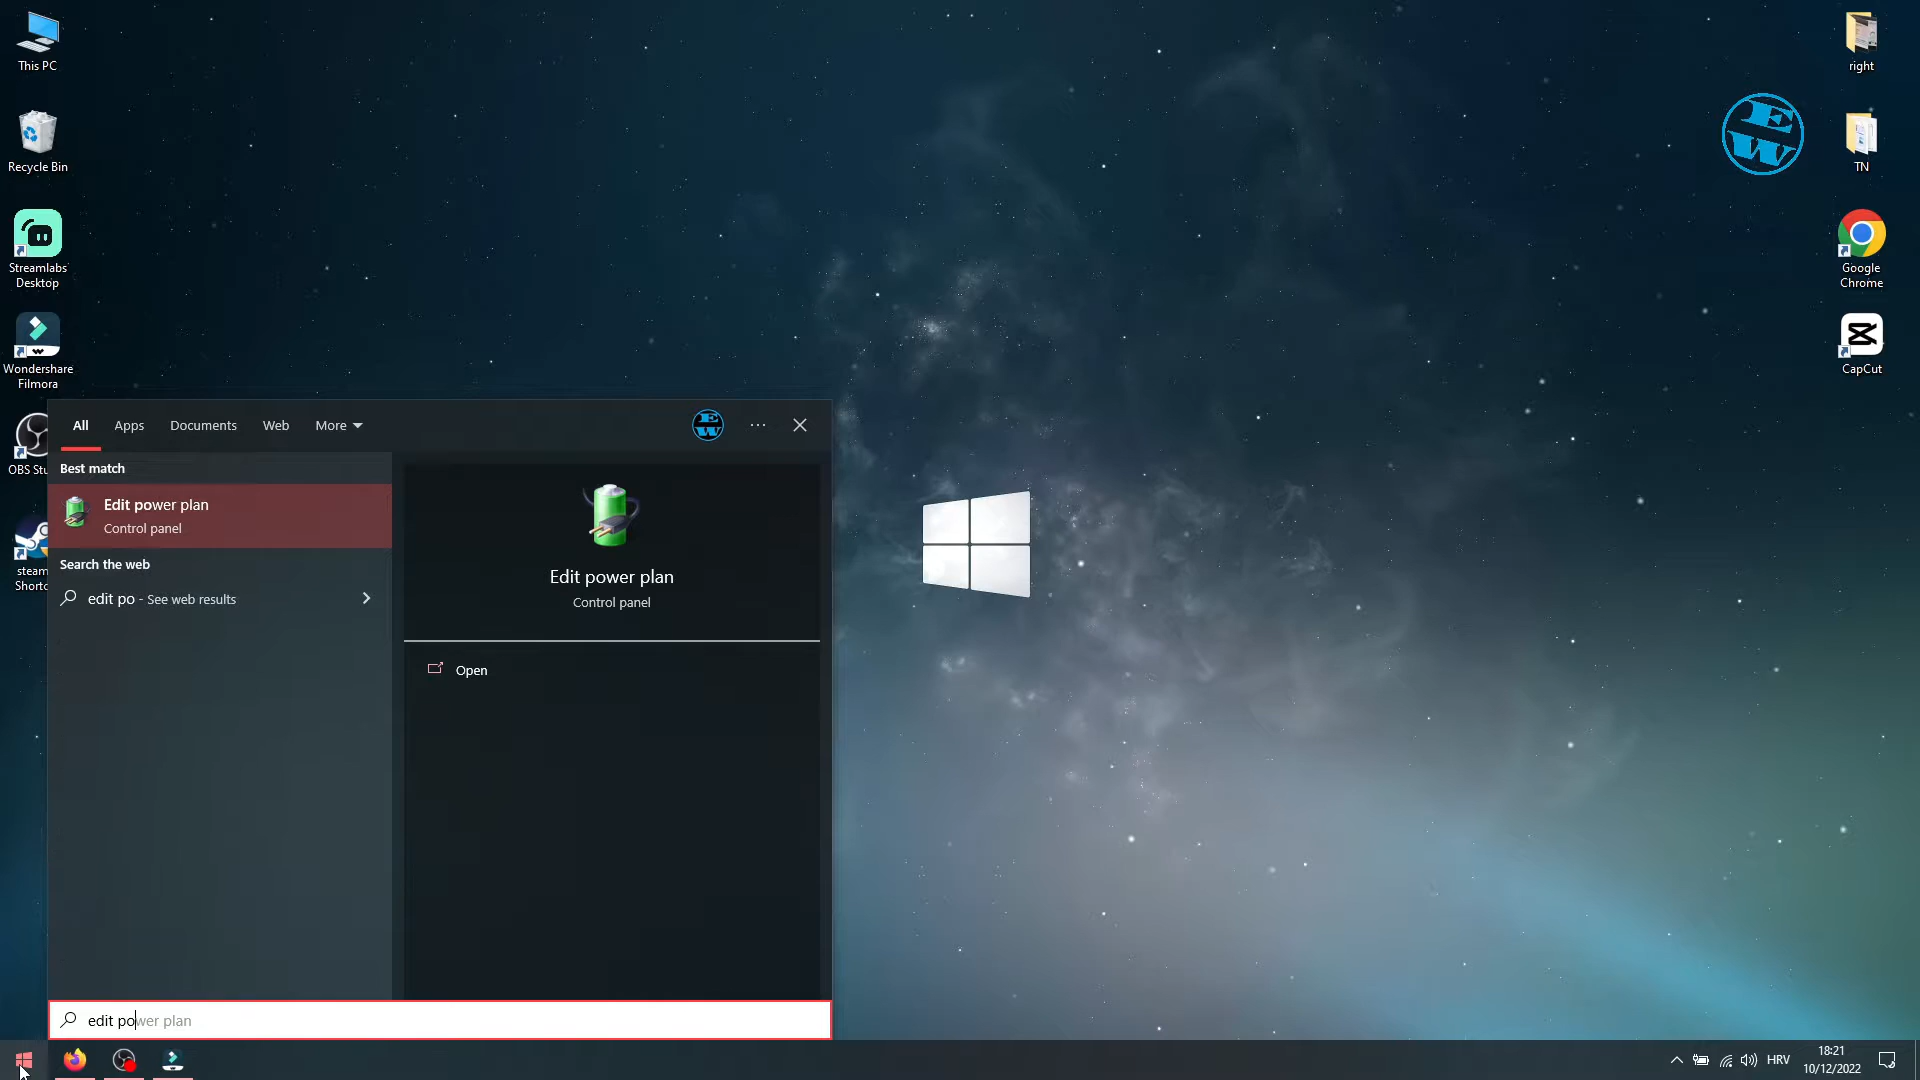 This PC
Recycle Bin
Streamlabs
Desktop
Wondershare
Filmora
OBS Stu
steam
Shortc
right
TN
Google
Chrome
CapCut
EW
All
Apps
Documents
Web
More
EW
Best match
Edit power plan
Control panel
Search the web
edit po - See web results
Edit power plan
Control panel
Open
edit power plan
HRV
18:21
10/12/2022